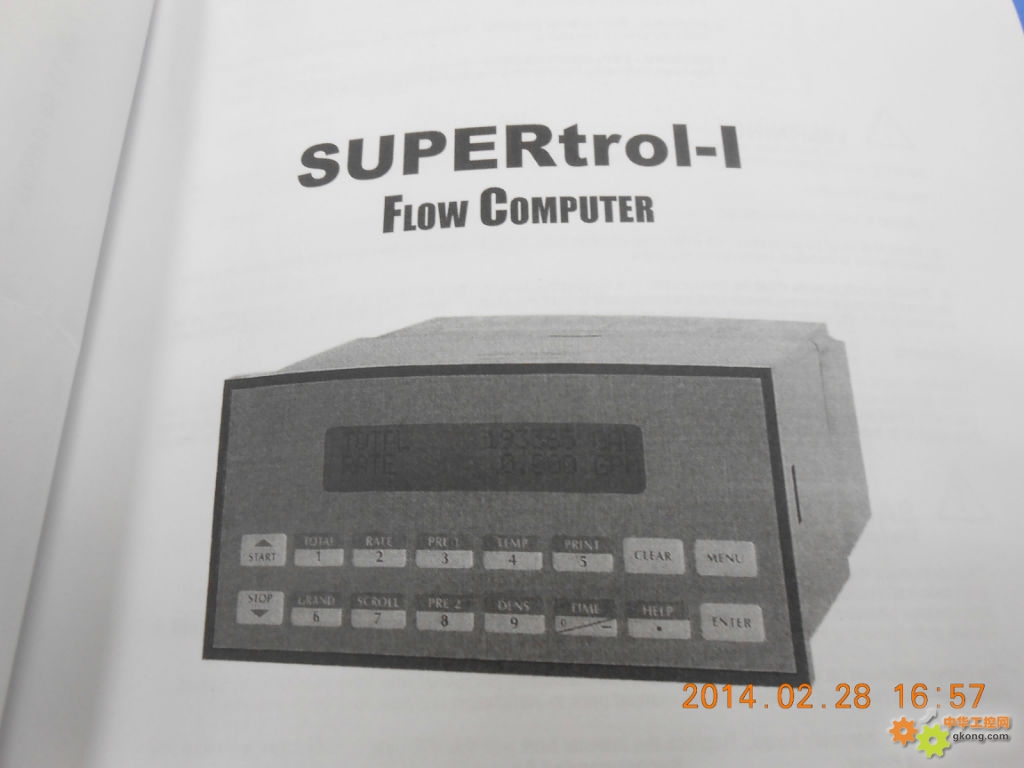 SUPERtrol-I
FLOW COMPUTER
TOTAL
RATE
START
TOTAL RATE PRE 1 TEMP PRINT
1 2 3 4 5
CLEAR MENU
STOP
GRAND SCROLL PRE 2 DENS TIME HELP
6 7 8 9 0 – .
ENTER
2014.02.28 16:57
中华工控网
gkong.com